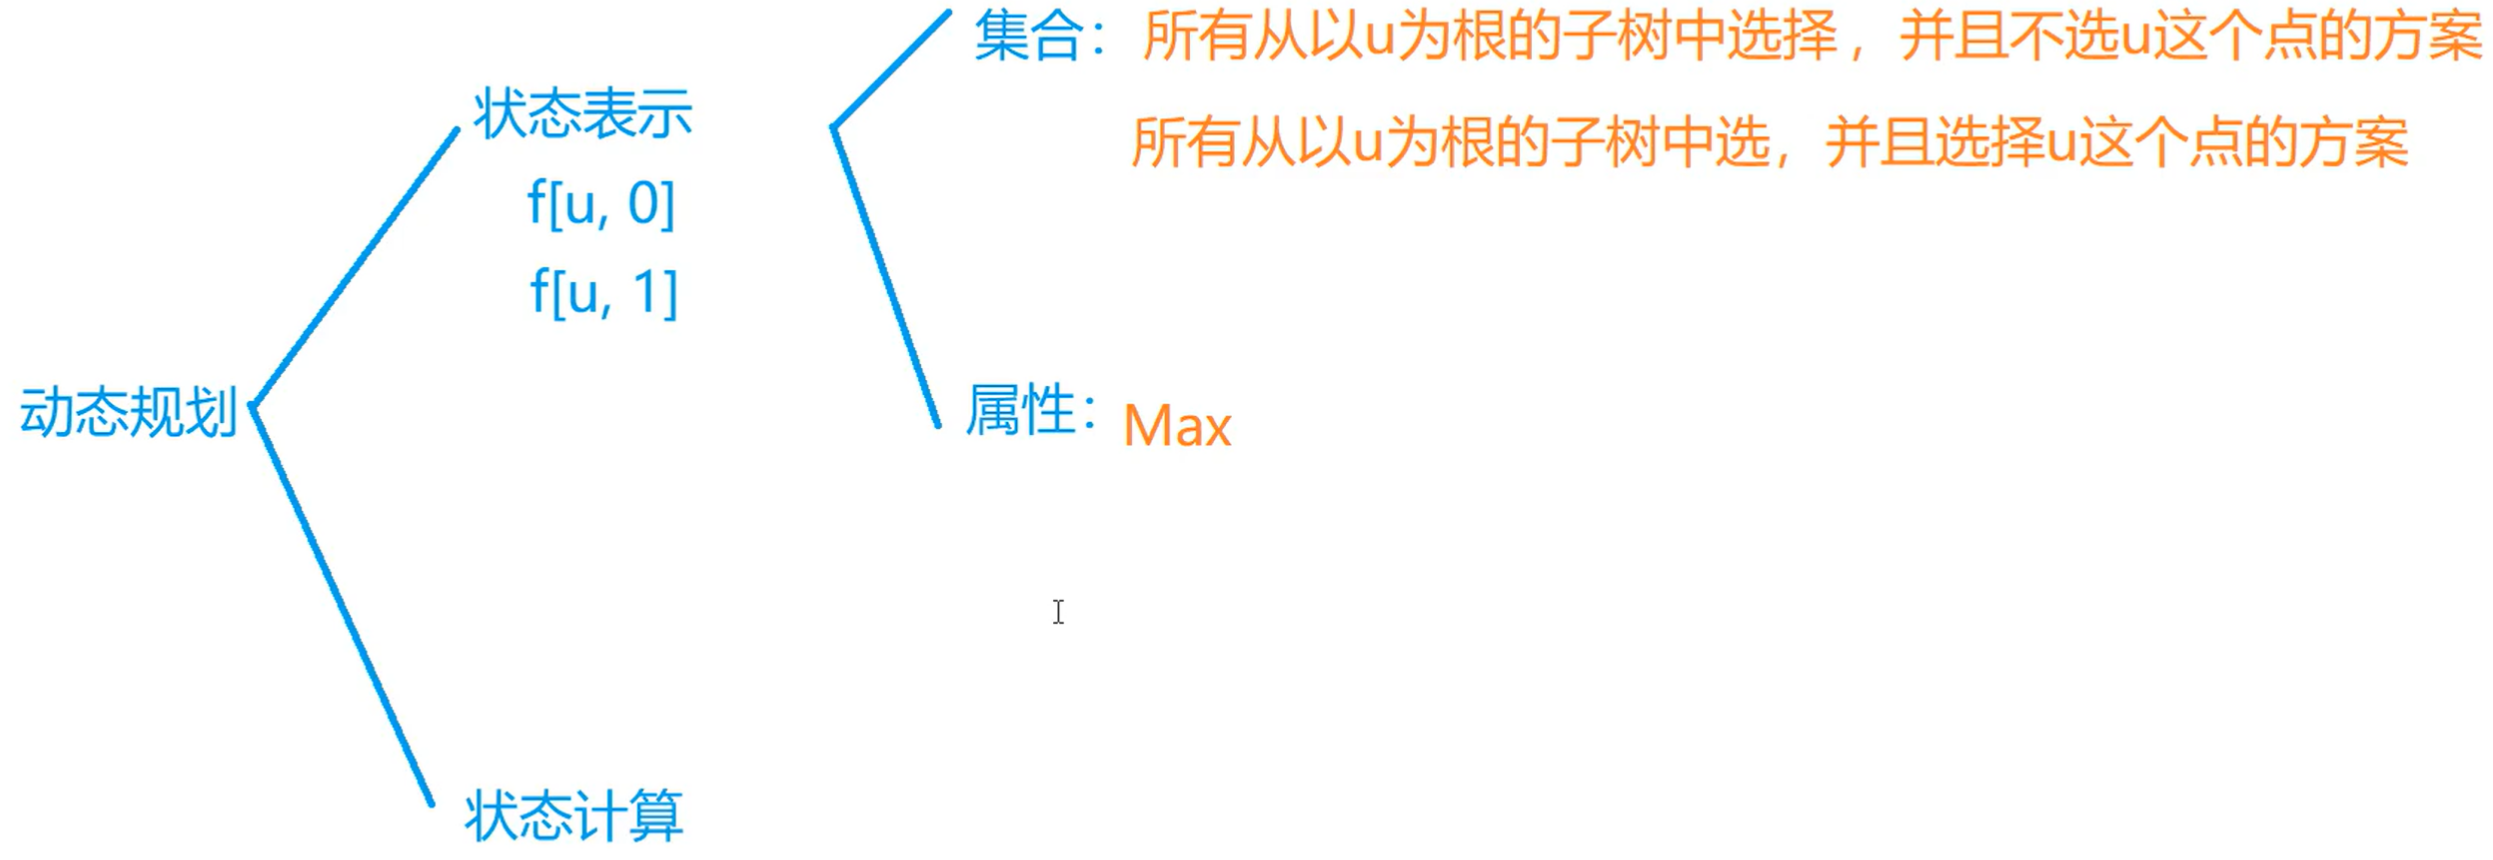 集合：所有从以u为根的子树中选择，并且不选u这个点的方案
所有从以u为根的子树中选，并且选择u这个点的方案
状态表示
f[u, 0]
f[u, 1]
动态规划
属性：Max
状态计算